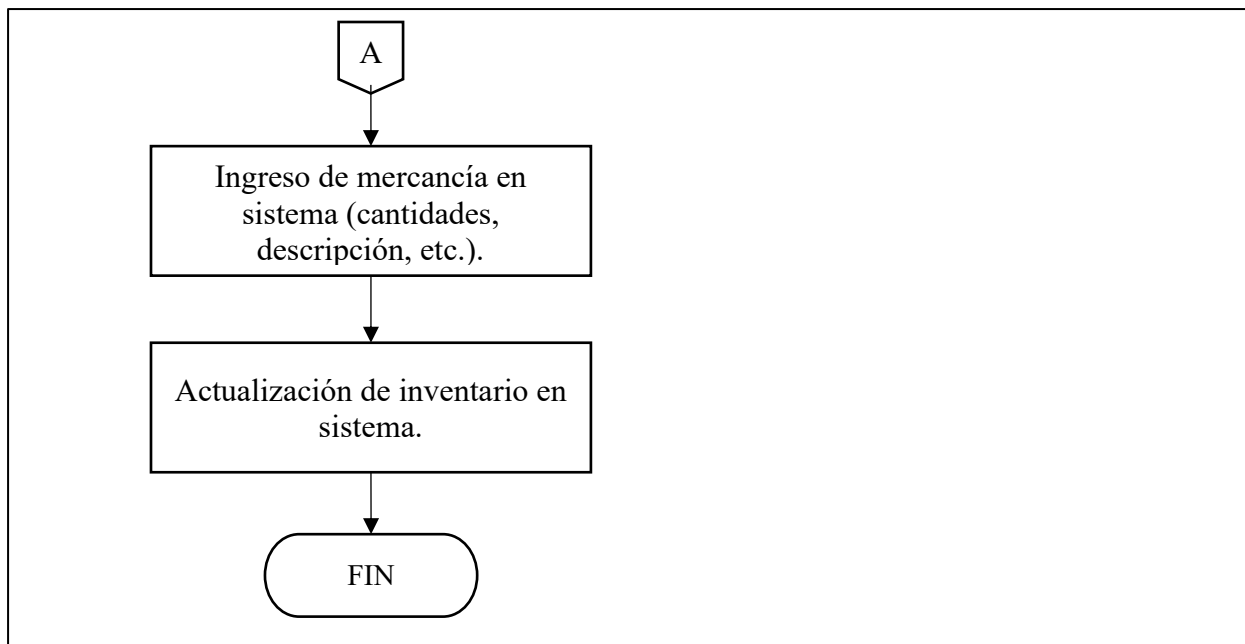 A
Ingreso de mercancía en
sistema (cantidades,
descripción, etc.).
Actualización de inventario en
sistema.
FIN